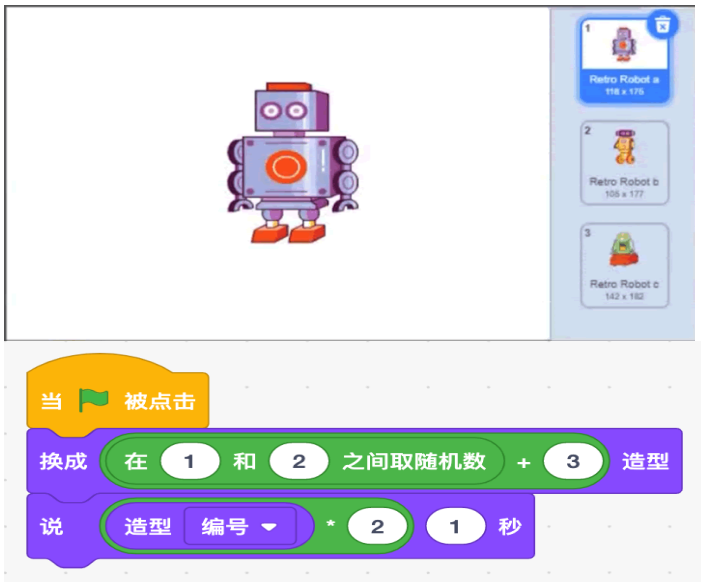 1
Retro Robot a
118 x 176
2
Retro Robot b
105 x 177
3
Retro Robot c
142 x 182
当 被点击
换成 在 1 和 2 之间取随机数 + 3 造型
说 造型 编号 * 2 1 秒